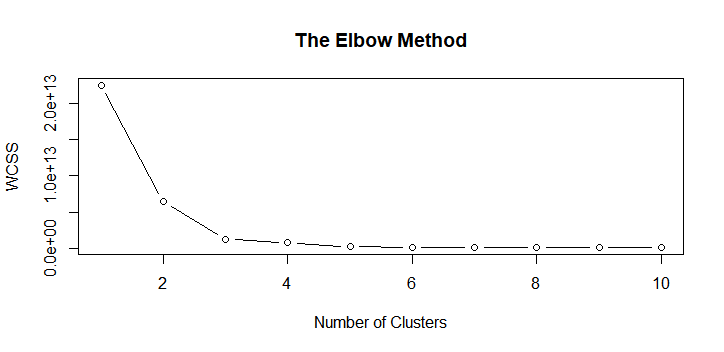 The Elbow Method
WCSS
2.0e+13
1.0e+13
0.0e+00
2 4 6 8 10
Number of Clusters